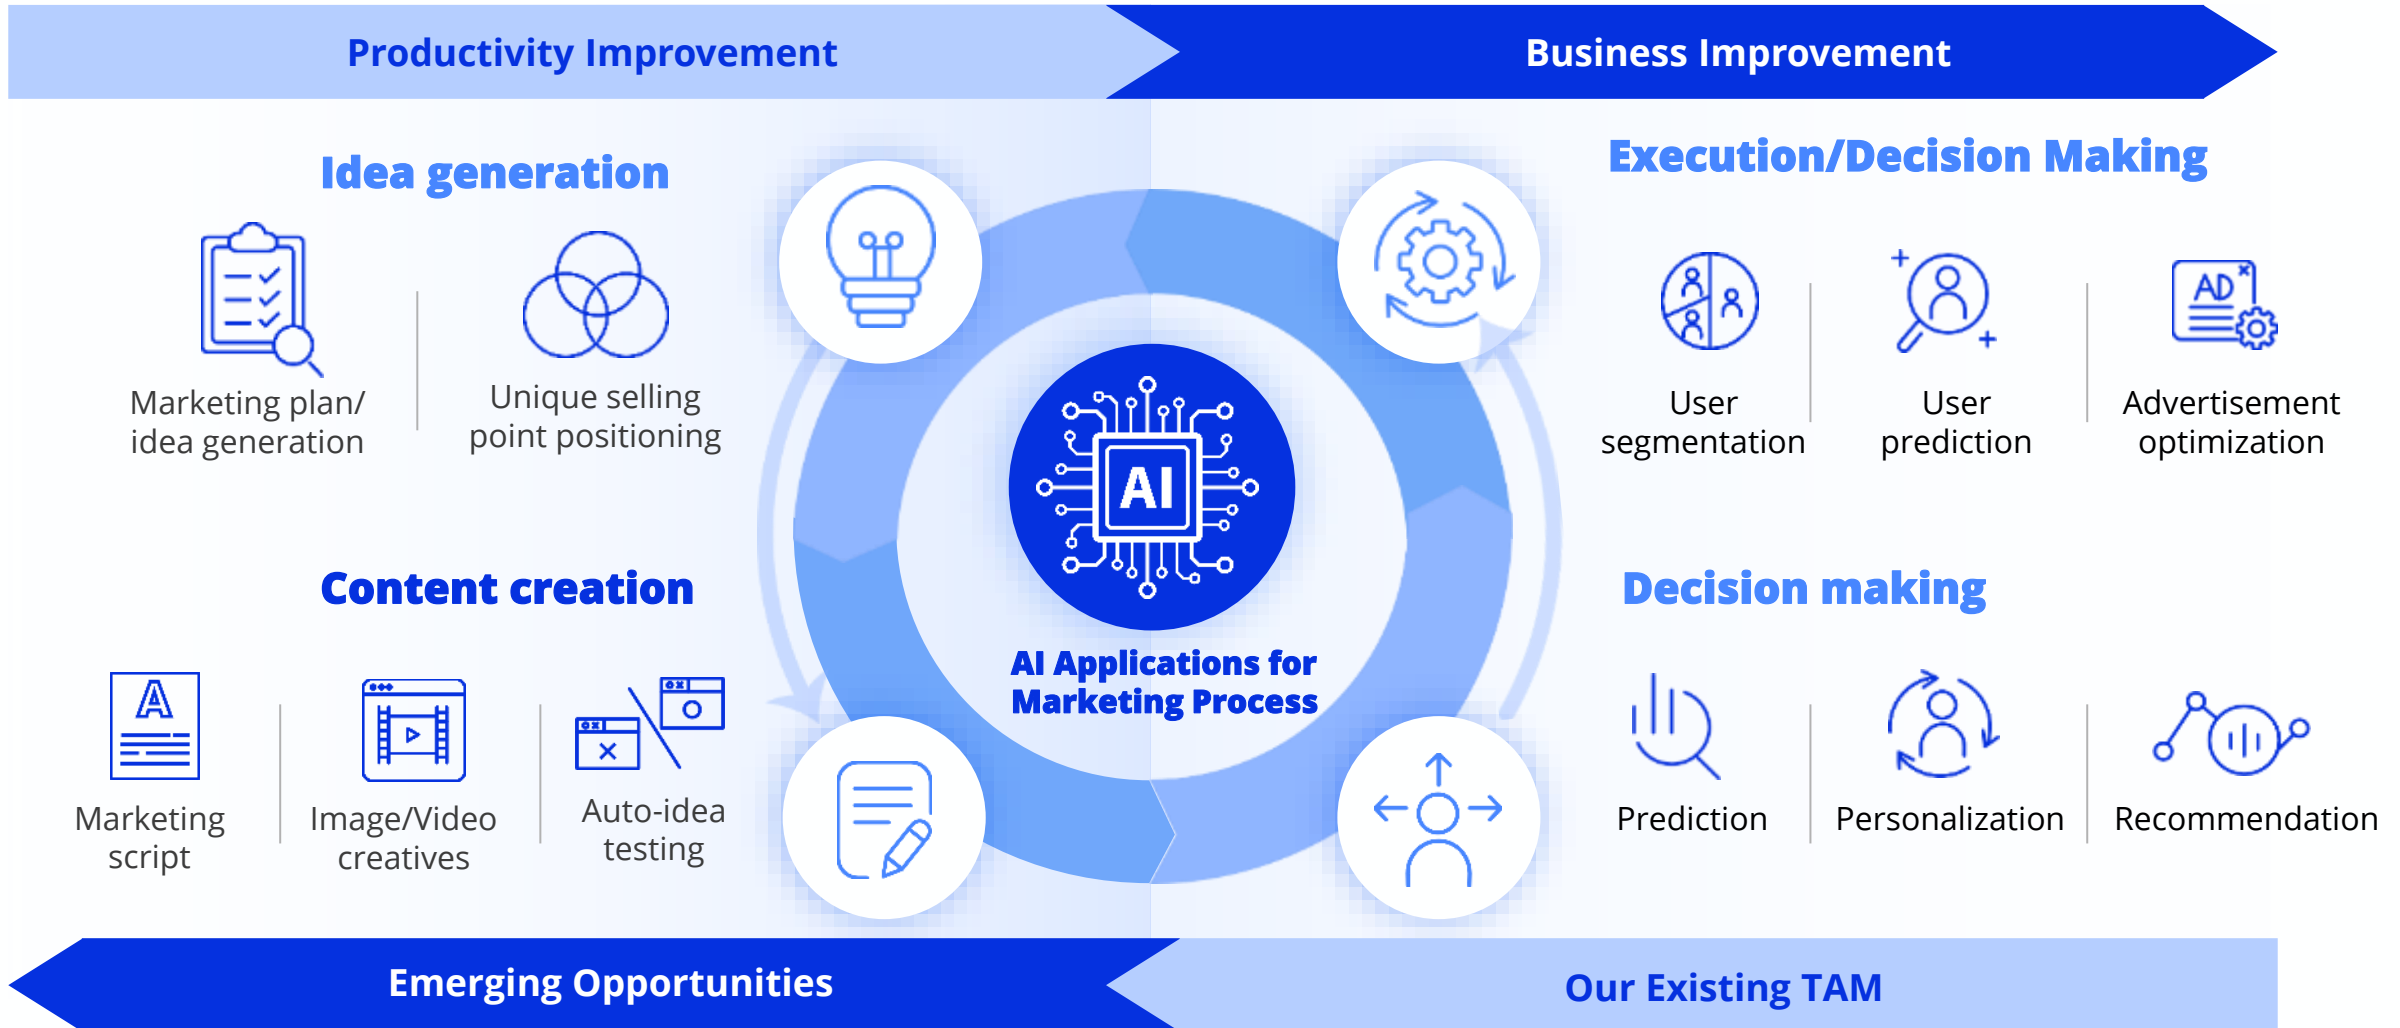 Productivity Improvement
Business Improvement
Idea generation
Marketing plan/
idea generation
Unique selling
point positioning
Execution/Decision Making
User
segmentation
User
prediction
AD
Advertisement
optimization
AI
AI Applications for
Marketing Process
Content creation
A
Marketing
script
Image/Video
creatives
Auto-idea
testing
Decision making
Prediction
Personalization
Recommendation
Emerging Opportunities
Our Existing TAM